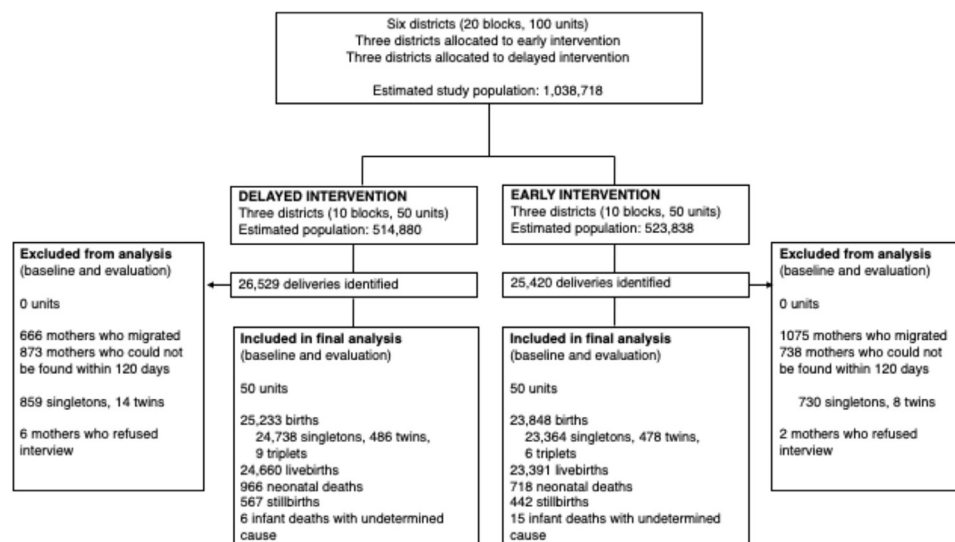 Six districts (20 blocks, 100 units)
Three districts allocated to early intervention
Three districts allocated to delayed intervention
Estimated study population: 1,038,718
DELAYED INTERVENTION
Three districts (10 blocks, 50 units)
Estimated population: 514,880
EARLY INTERVENTION
Three districts (10 blocks, 50 units)
Estimated population: 523,838
Excluded from analysis
(baseline and evaluation)
0 units
666 mothers who migrated
873 mothers who could not
be found within 120 days
859 singletons, 14 twins
6 mothers who refused
interview
26,529 deliveries identified
25,420 deliveries identified
Excluded from analysis
(baseline and evaluation)
0 units
1075 mothers who migrated
738 mothers who could not
be found within 120 days
730 singletons, 8 twins
2 mothers who refused
interview
Included in final analysis
(baseline and evaluation)
50 units
25,233 births
24,738 singletons, 486 twins,
9 triplets
24,660 livebirths
966 neonatal deaths
567 stillbirths
6 infant deaths with undetermined
cause
Included in final analysis
(baseline and evaluation)
50 units
23,848 births
23,364 singletons, 478 twins,
6 triplets
23,391 livebirths
718 neonatal deaths
442 stillbirths
15 infant deaths with undetermined
cause